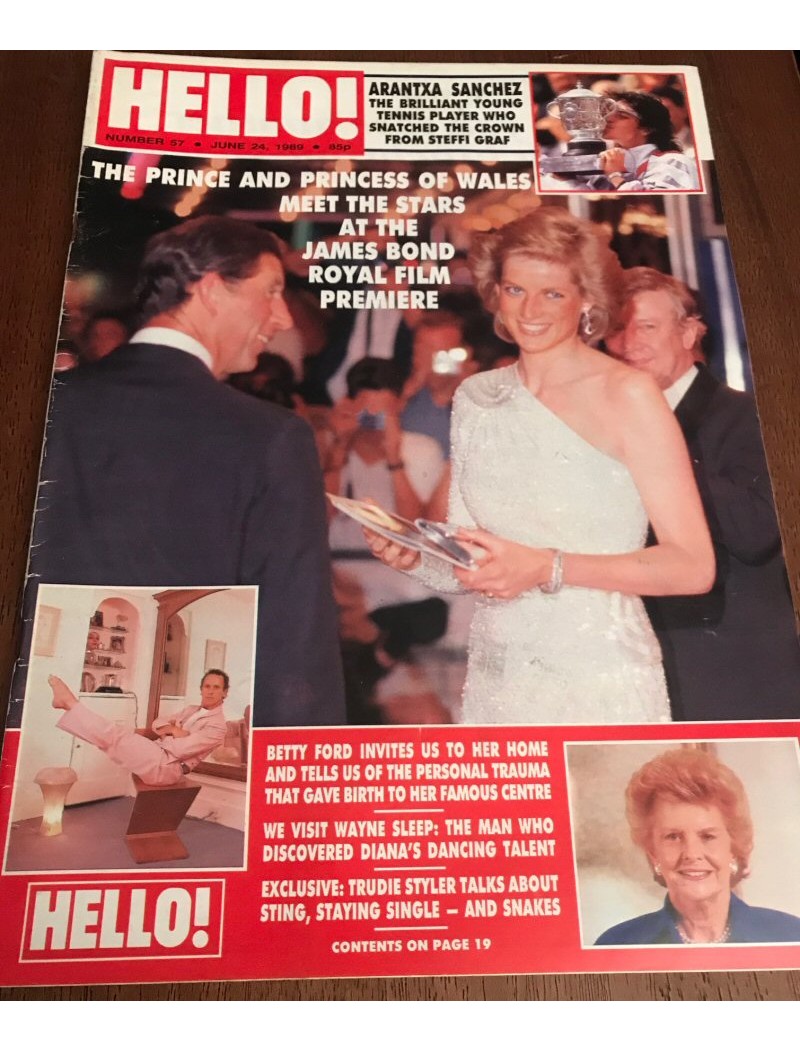 HELLO!
NUMBER 57 • JUNE 24, 1989 • 85p
ARANTXA SANCHEZ
THE BRILLIANT YOUNG
TENNIS PLAYER WHO
SNATCHED THE CROWN
FROM STEFFI GRAF
THE PRINCE AND PRINCESS OF WALES
MEET THE STARS
AT THE
JAMES BOND
ROYAL FILM
PREMIERE
BETTY FORD INVITES US TO HER HOME
AND TELLS US OF THE PERSONAL TRAUMA
THAT GAVE BIRTH TO HER FAMOUS CENTRE
WE VISIT WAYNE SLEEP: THE MAN WHO
DISCOVERED DIANA'S DANCING TALENT
EXCLUSIVE: TRUDIE STYLER TALKS ABOUT
STING, STAYING SINGLE – AND SNAKES
CONTENTS ON PAGE 19
HELLO!